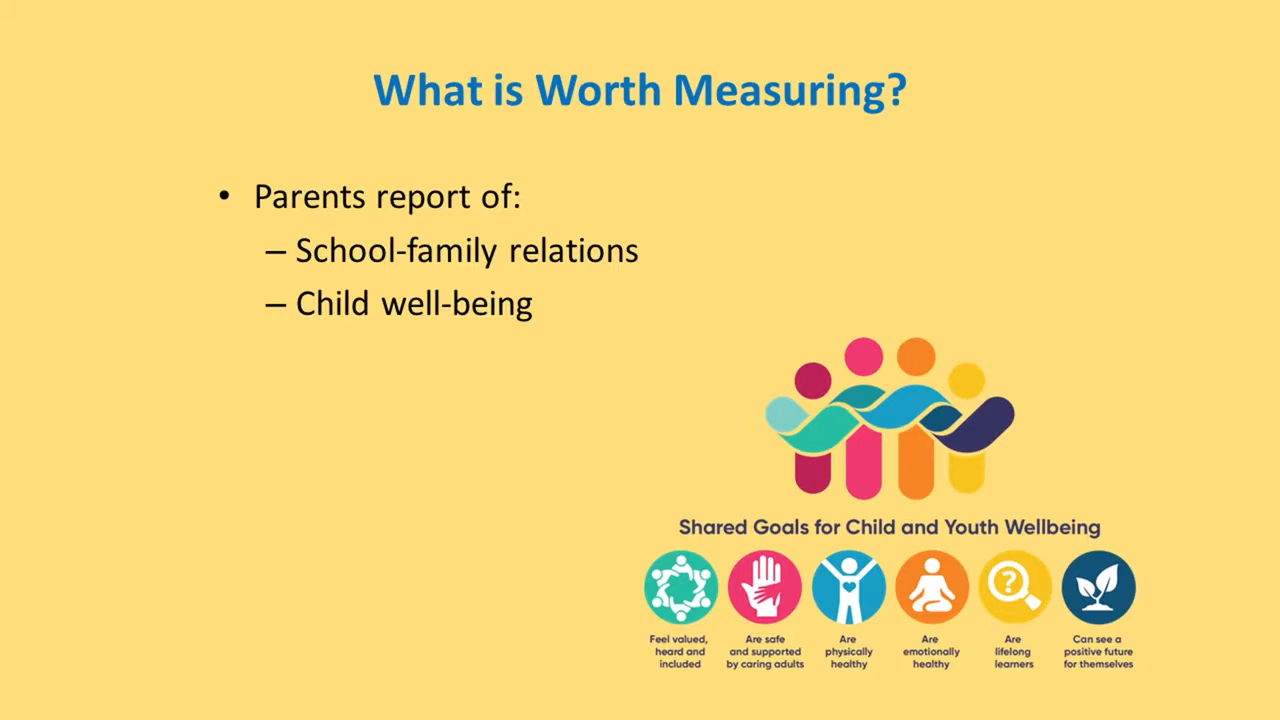 What is Worth Measuring?
• Parents report of:
– School-family relations
– Child well-being
Shared Goals for Child and Youth Wellbeing
?
Feel valued,
heard and
included
Are safe
and supported
by caring adults
Are
physically
healthy
Are
emotionally
healthy
Are
lifelong
learners
Can see a
positive future
for themselves